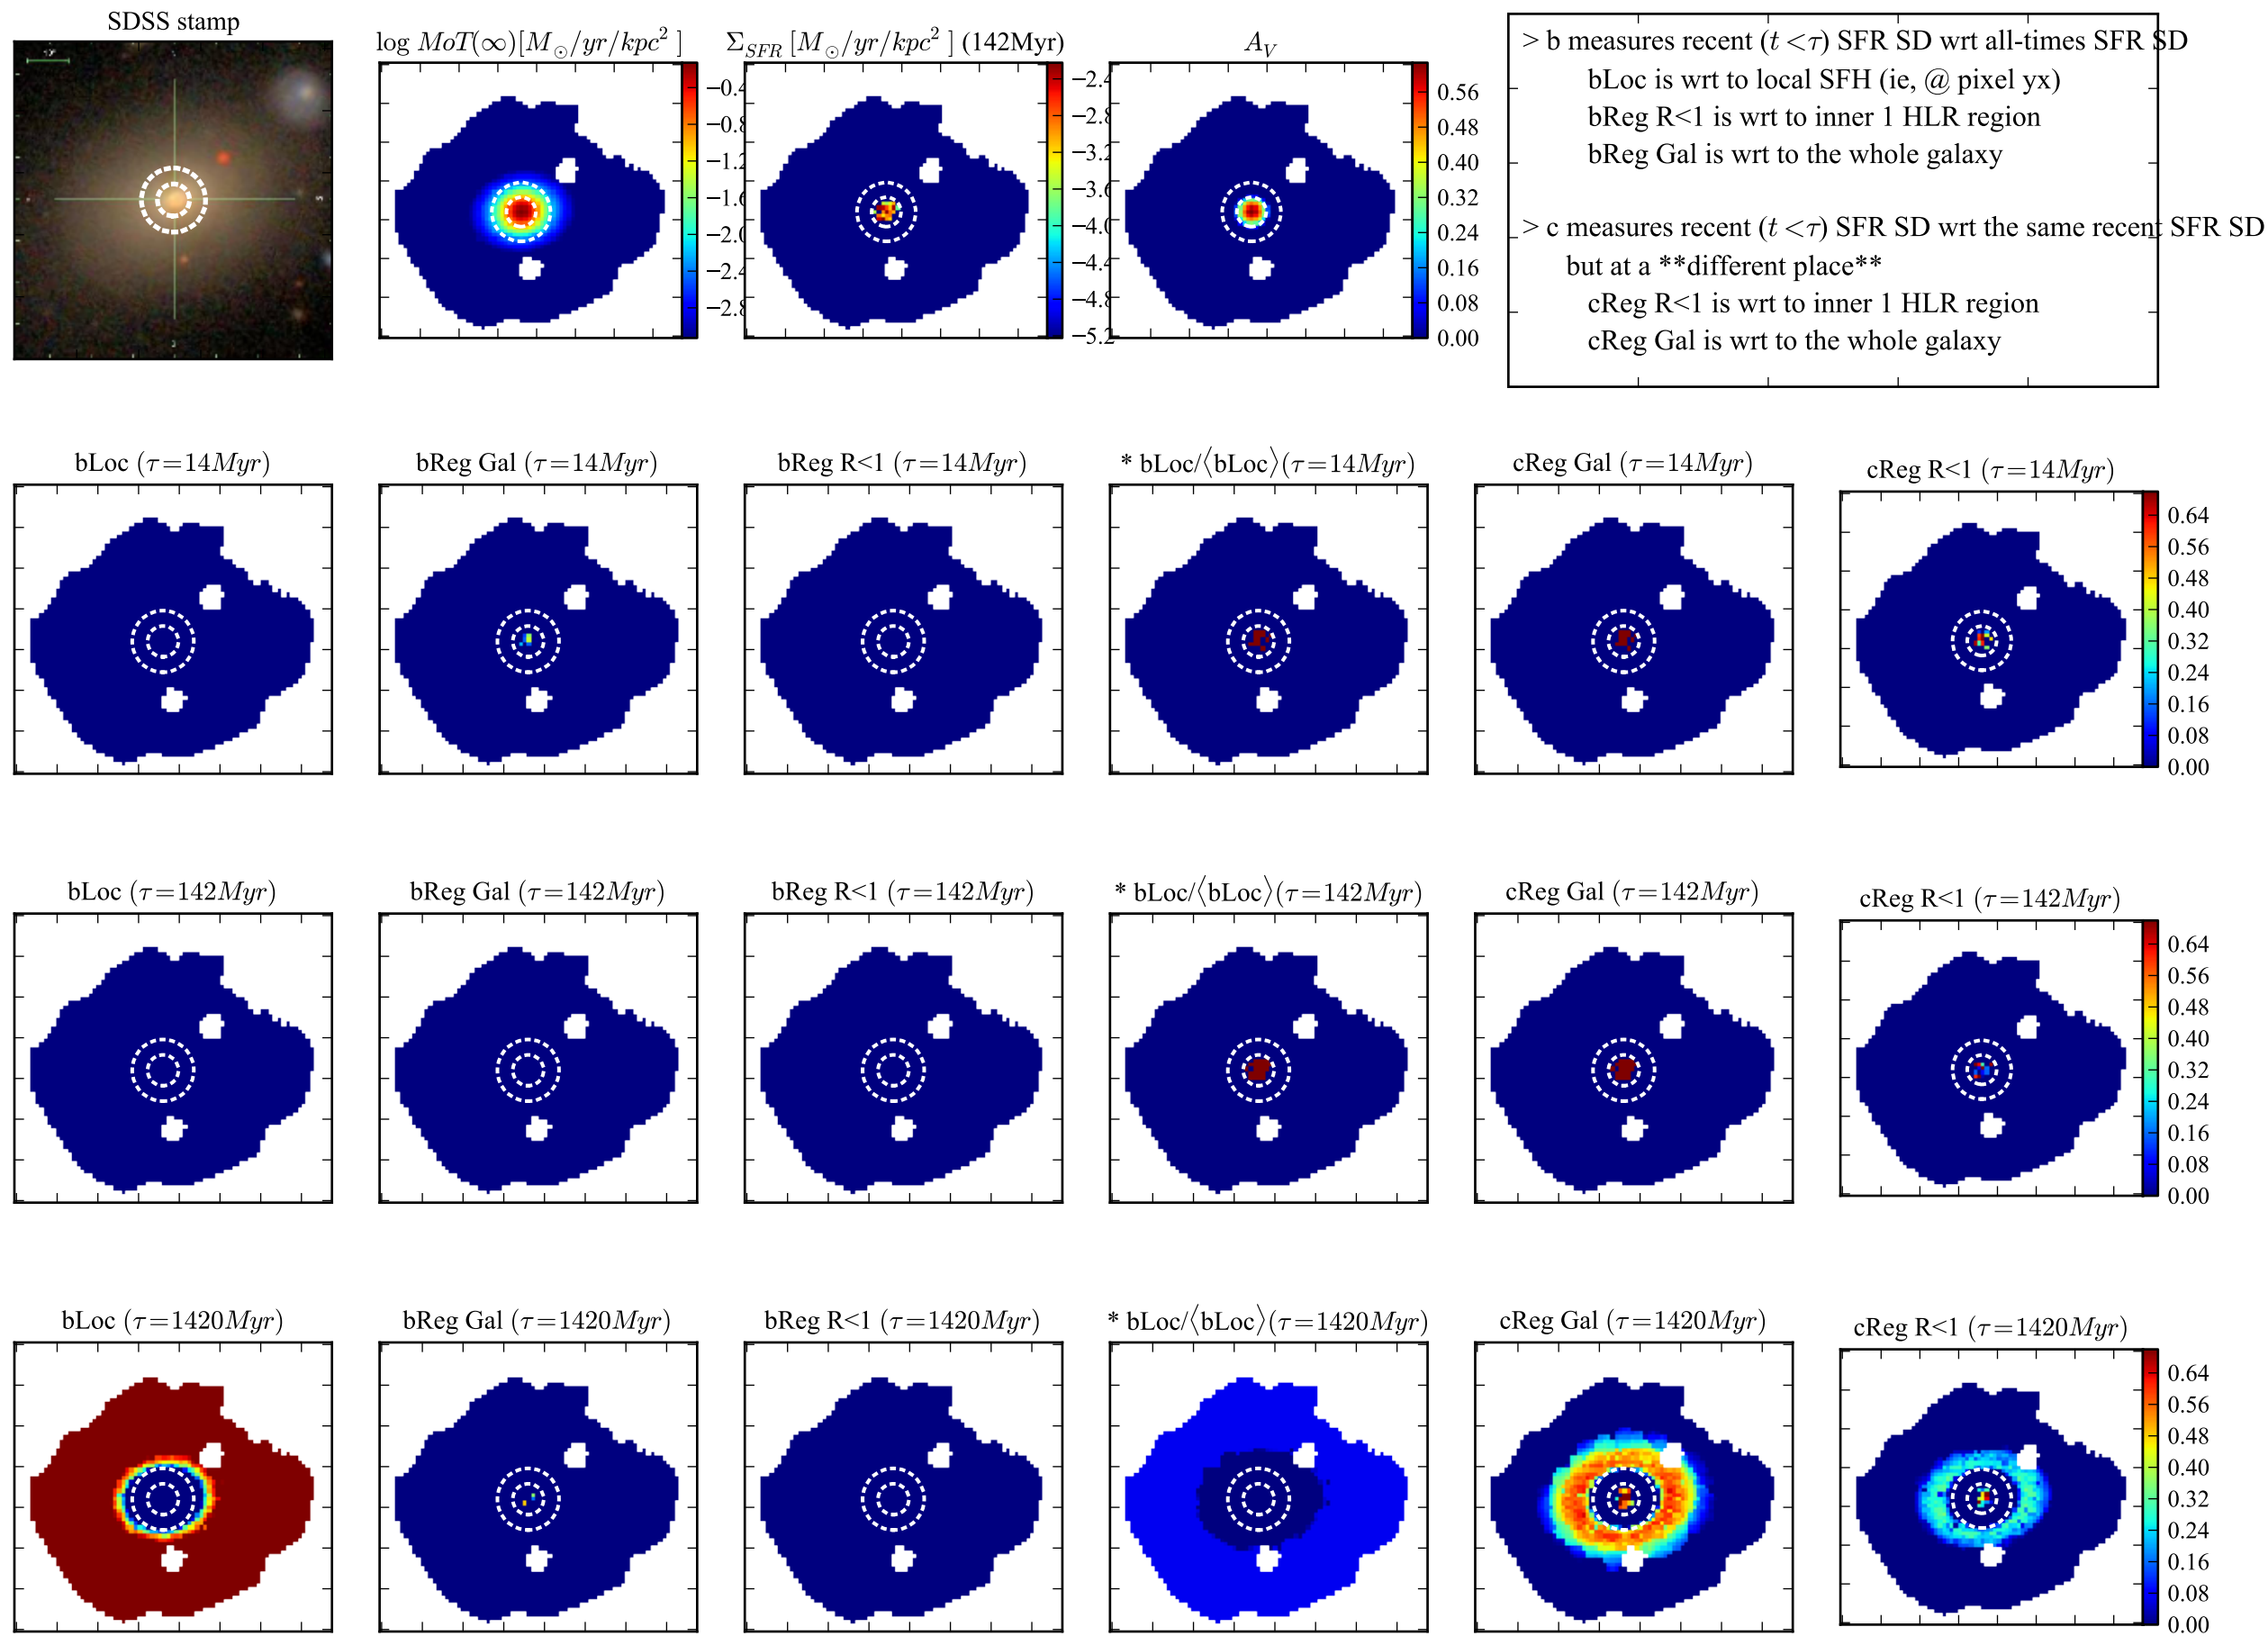 SDSS stamp
log MoT(∞)[M⊙/yr/kpc² ]
Σ_SFR [M⊙/yr/kpc² ] (142Myr)
A_V
−0.4
−0.8
−1.2
−1.6
−2.0
−2.4
−2.8
−2.4
−2.8
−3.2
−3.6
−4.0
−4.4
−4.8
−5.2
0.56
0.48
0.40
0.32
0.24
0.16
0.08
0.00
> b measures recent (t <τ) SFR SD wrt all-times SFR SD
bLoc is wrt to local SFH (ie, @ pixel yx)
bReg R<1 is wrt to inner 1 HLR region
bReg Gal is wrt to the whole galaxy
> c measures recent (t <τ) SFR SD wrt the same recent SFR SD
but at a **different place**
cReg R<1 is wrt to inner 1 HLR region
cReg Gal is wrt to the whole galaxy
bLoc (τ=14Myr)
bReg Gal (τ=14Myr)
bReg R<1 (τ=14Myr)
* bLoc/⟨bLoc⟩(τ=14Myr)
cReg Gal (τ=14Myr)
cReg R<1 (τ=14Myr)
0.64
0.56
0.48
0.40
0.32
0.24
0.16
0.08
0.00
bLoc (τ=142Myr)
bReg Gal (τ=142Myr)
bReg R<1 (τ=142Myr)
* bLoc/⟨bLoc⟩(τ=142Myr)
cReg Gal (τ=142Myr)
cReg R<1 (τ=142Myr)
0.64
0.56
0.48
0.40
0.32
0.24
0.16
0.08
0.00
bLoc (τ=1420Myr)
bReg Gal (τ=1420Myr)
bReg R<1 (τ=1420Myr)
* bLoc/⟨bLoc⟩(τ=1420Myr)
cReg Gal (τ=1420Myr)
cReg R<1 (τ=1420Myr)
0.64
0.56
0.48
0.40
0.32
0.24
0.16
0.08
0.00